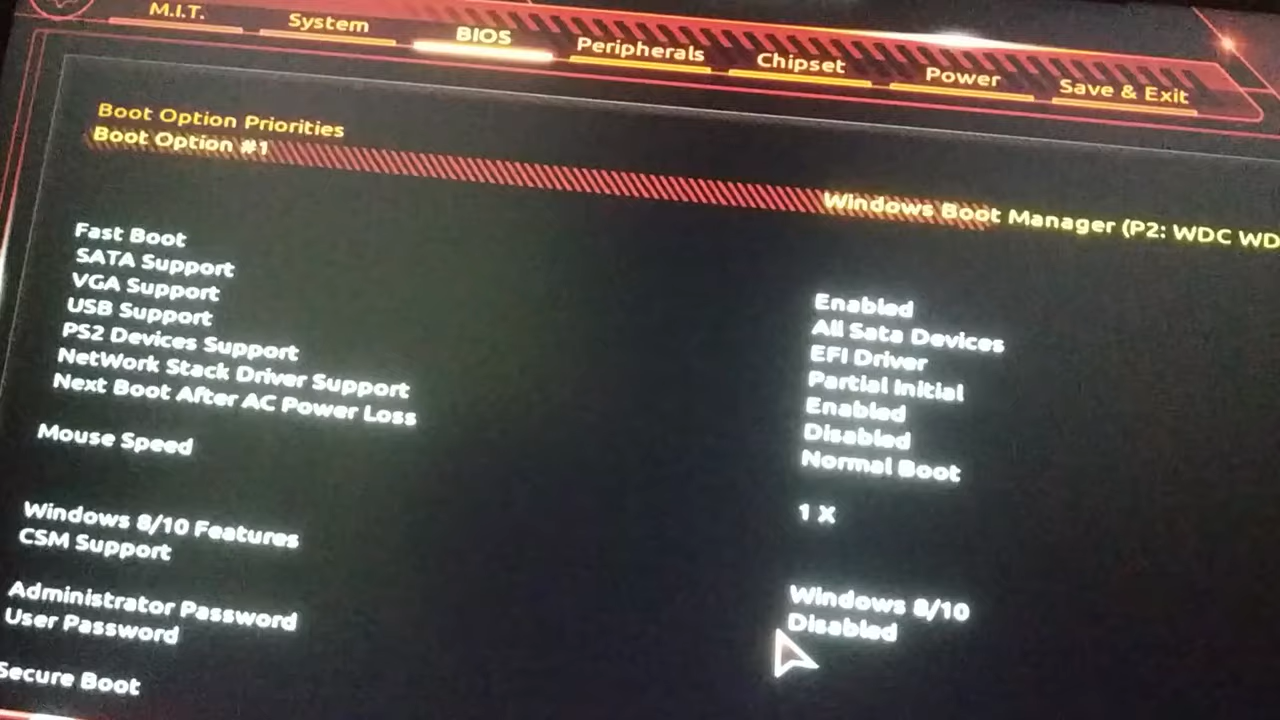 M.I.T. System BIOS Peripherals Chipset Power Save & Exit
Boot Option Priorities
Boot Option #1 Windows Boot Manager (P2: WDC WD
Fast Boot Enabled
SATA Support All Sata Devices
VGA Support EFI Driver
USB Support Partial Initial
PS2 Devices Support Enabled
NetWork Stack Driver Support Disabled
Next Boot After AC Power Loss Normal Boot
Mouse Speed 1 X
Windows 8/10 Features Windows 8/10
CSM Support Disabled
Administrator Password
User Password
Secure Boot